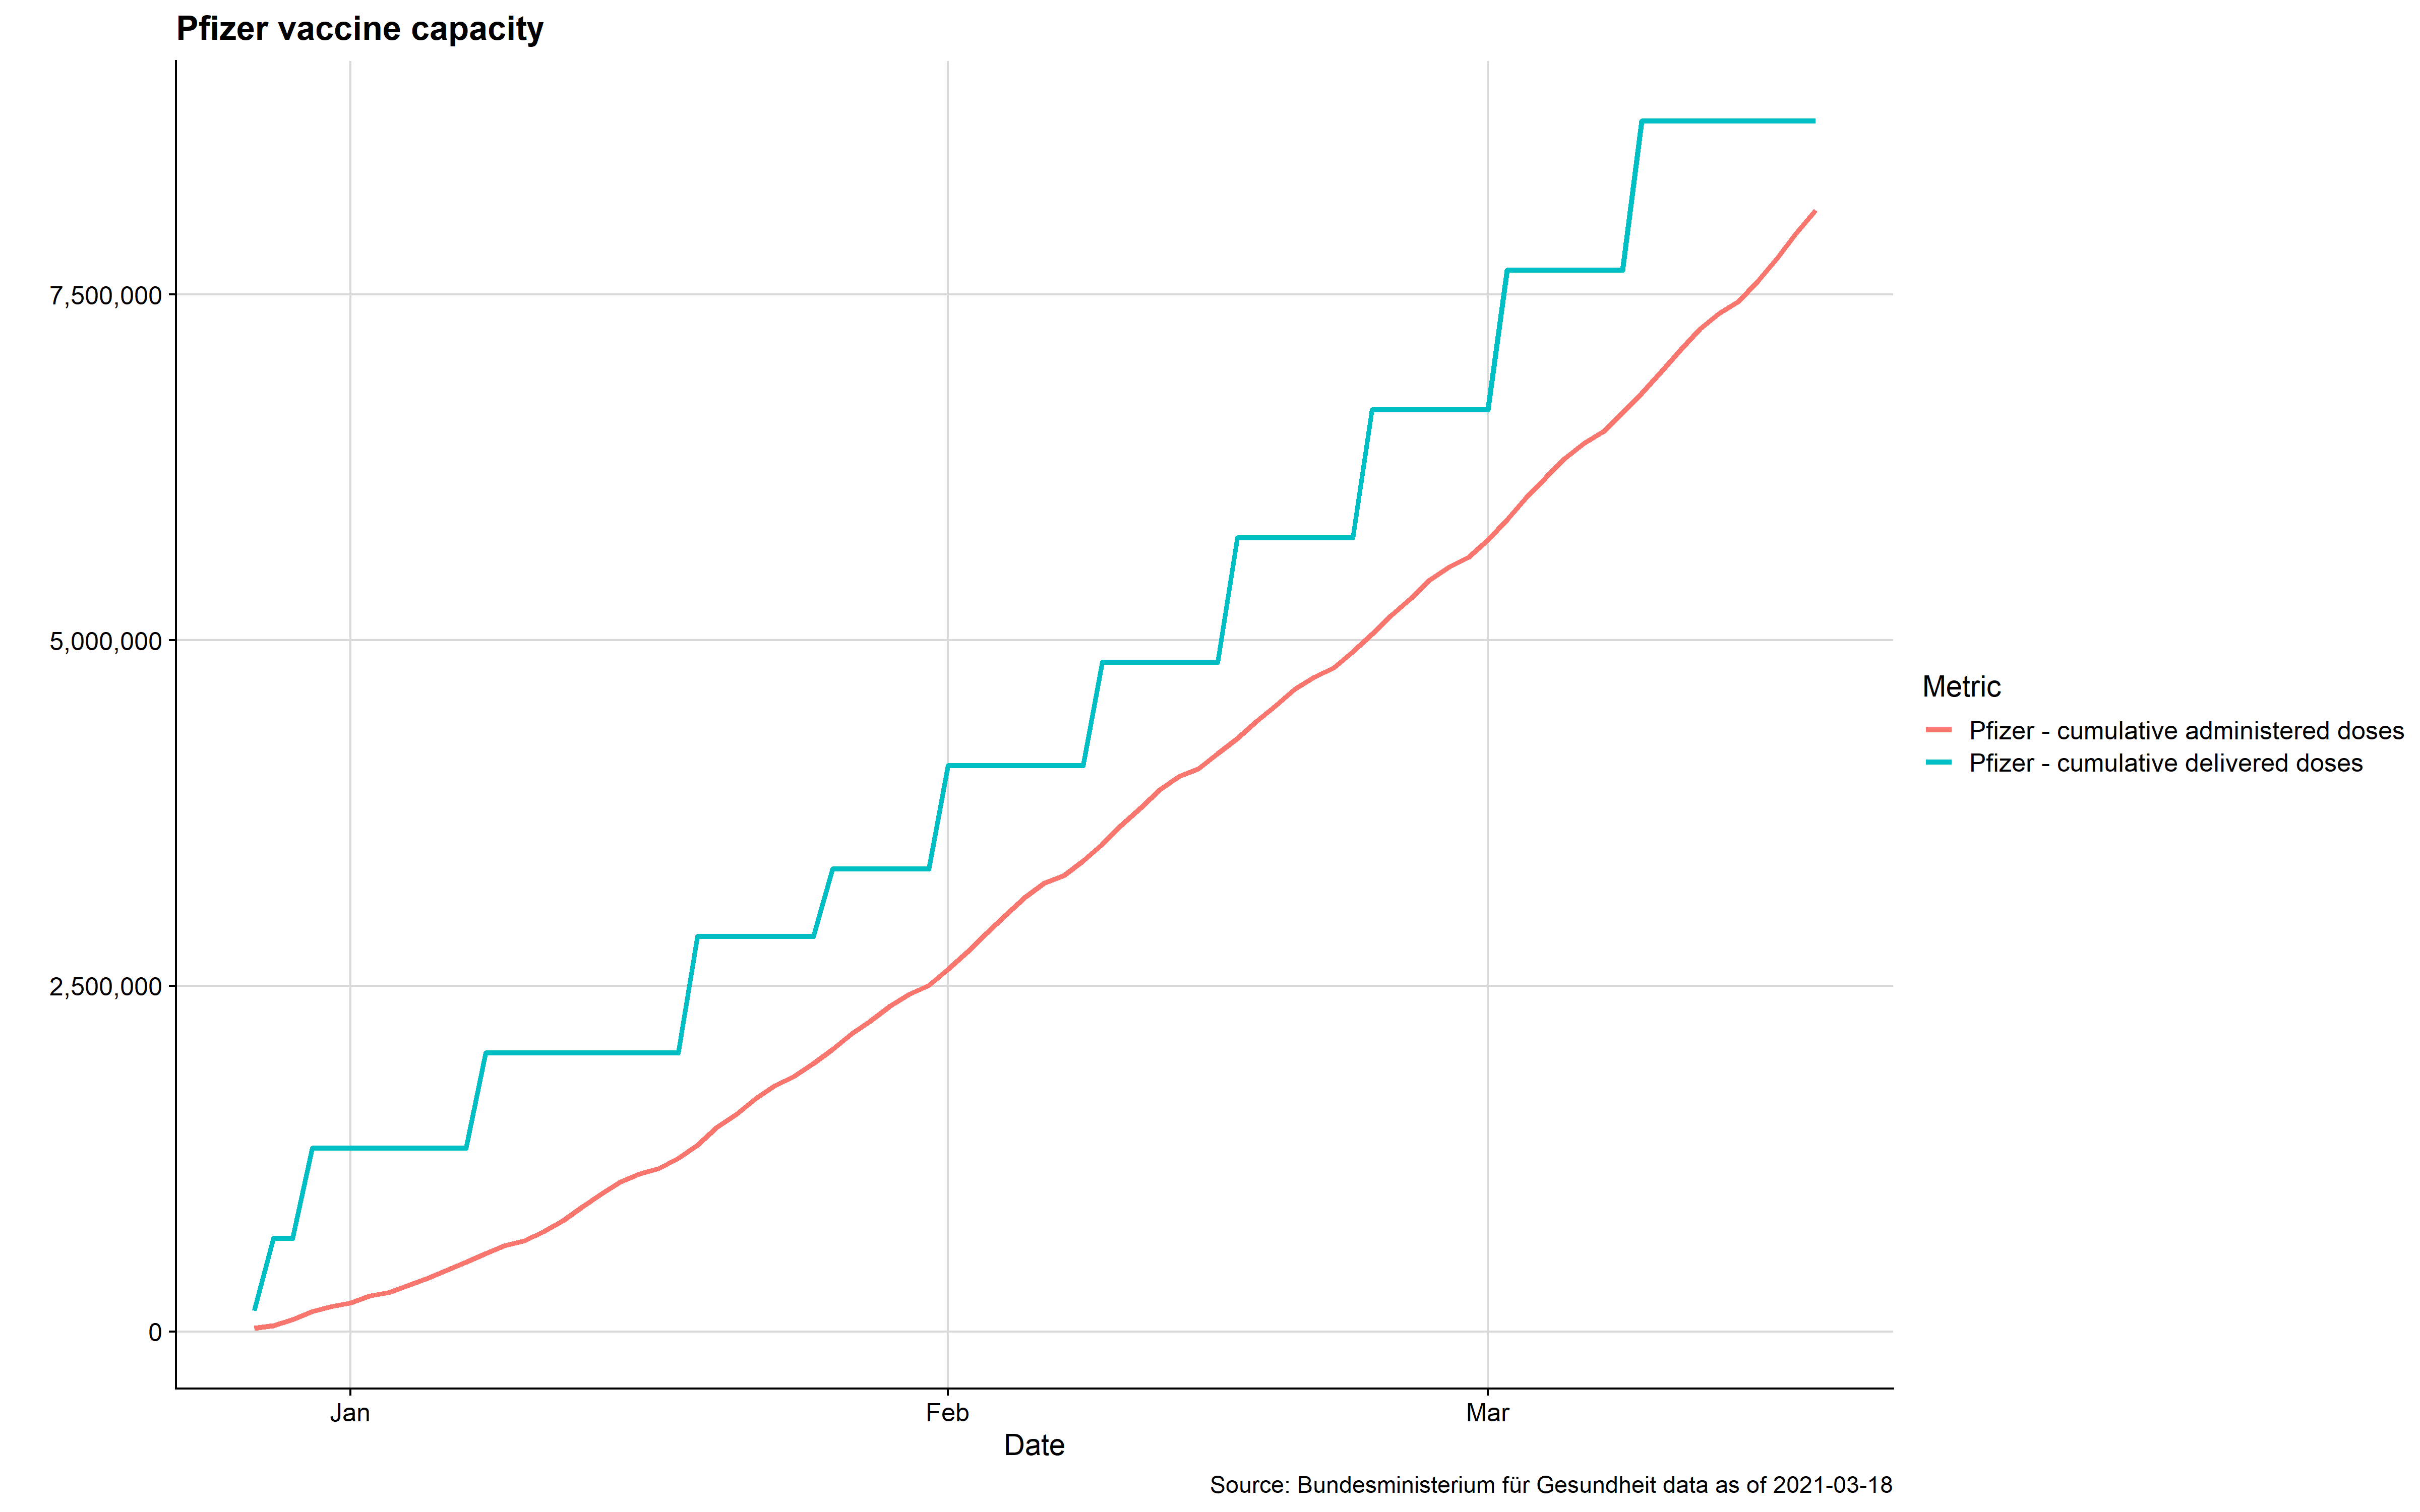 Pfizer vaccine capacity
7,500,000
5,000,000
2,500,000
0
Jan
Feb
Mar
Date
Metric
Pfizer - cumulative administered doses
Pfizer - cumulative delivered doses
Source: Bundesministerium für Gesundheit data as of 2021-03-18